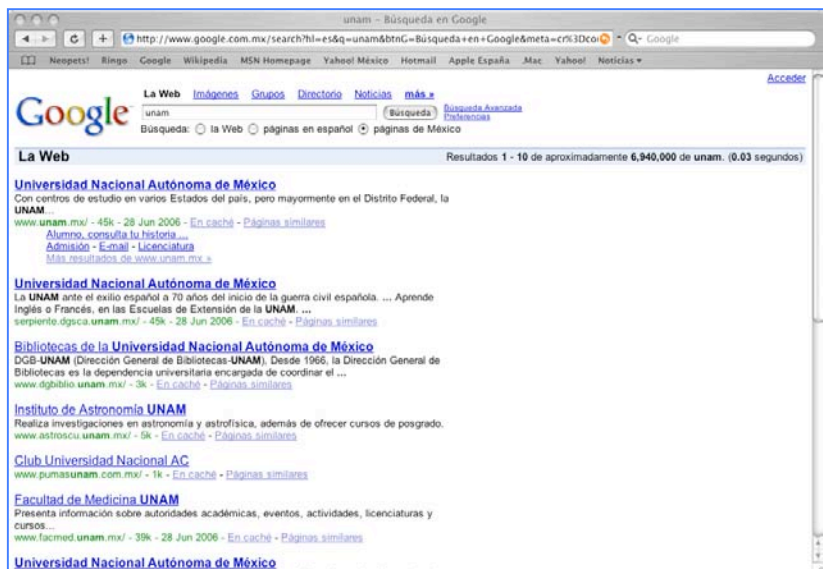 unam - Búsqueda en Google
http://www.google.com.mx/search?hl=es&q=unam&btnG=Búsqueda+en+Google&meta=cr%3Dcou
Google
Neopets! Ringo Google Wikipedia MSN Homepage Yahoo! México Hotmail Apple España .Mac Yahoo! Noticias
Acceder
La Web Imágenes Grupos Directorio Noticias más »
Google
unam
Búsqueda
Búsqueda Avanzada
Preferencias
Búsqueda: la Web páginas en español páginas de México
La Web
Resultados 1 - 10 de aproximadamente 6,940,000 de unam. (0.03 segundos)
Universidad Nacional Autónoma de México
Con centros de estudio en varios Estados del país, pero mayormente en el Distrito Federal, la
UNAM...
www.unam.mx/ - 45k - 28 Jun 2006 - En caché - Páginas similares
Alumno, consulta tu historia ...
Admisión - E-mail - Licenciatura
Más resultados de www.unam.mx »
Universidad Nacional Autónoma de México
La UNAM ante el exilio español a 70 años del inicio de la guerra civil española. ... Aprende
Inglés o Francés, en las Escuelas de Extensión de la UNAM. ...
serpiente.dgsca.unam.mx/ - 45k - 28 Jun 2006 - En caché - Páginas similares
Bibliotecas de la Universidad Nacional Autónoma de México
DGB-UNAM (Dirección General de Bibliotecas-UNAM), Desde 1966, la Dirección General de
Bibliotecas es la dependencia universitaria encargada de coordinar el ...
www.dgbiblio.unam.mx/ - 3k - En caché - Páginas similares
Instituto de Astronomía UNAM
Realiza investigaciones en astronomía y astrofísica, además de ofrecer cursos de posgrado.
www.astroscu.unam.mx/ - 5k - En caché - Páginas similares
Club Universidad Nacional AC
www.pumasunam.com.mx/ - 1k - En caché - Páginas similares
Facultad de Medicina UNAM
Presenta información sobre autoridades académicas, eventos, actividades, licenciaturas y
cursos...
www.facmed.unam.mx/ - 39k - 28 Jun 2006 - En caché - Páginas similares
Universidad Nacional Autónoma de México